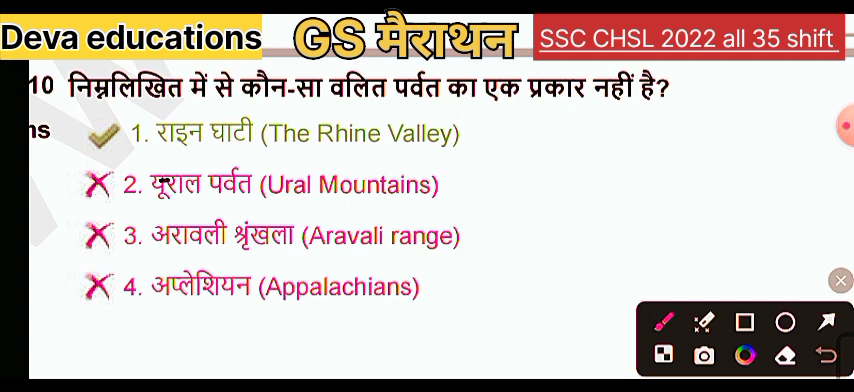 Deva educations GS मैराथन SSC CHSL 2022 all 35 shift
10 निम्नलिखित में से कौन-सा वलित पर्वत का एक प्रकार नहीं है?
ns 1. राइन घाटी (The Rhine Valley)
2. यूराल पर्वत (Ural Mountains)
3. अरावली श्रृंखला (Aravali range)
4. अप्लेशियन (Appalachians)